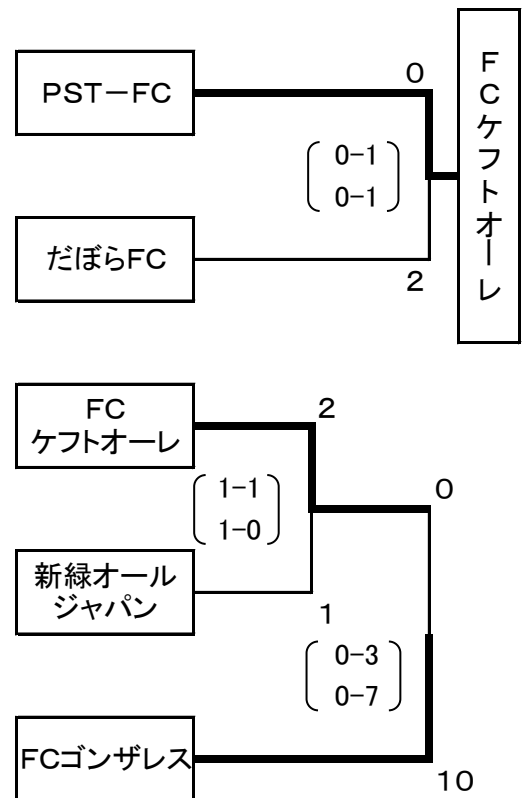 PST－FC
0
0-1
0-1
だぼらFC
2
FCケフトオーレ
FC
ケフトオーレ
2
1-1
1-0
0
新緑オール
ジャパン
1
0-3
0-7
FCゴンザレス
10